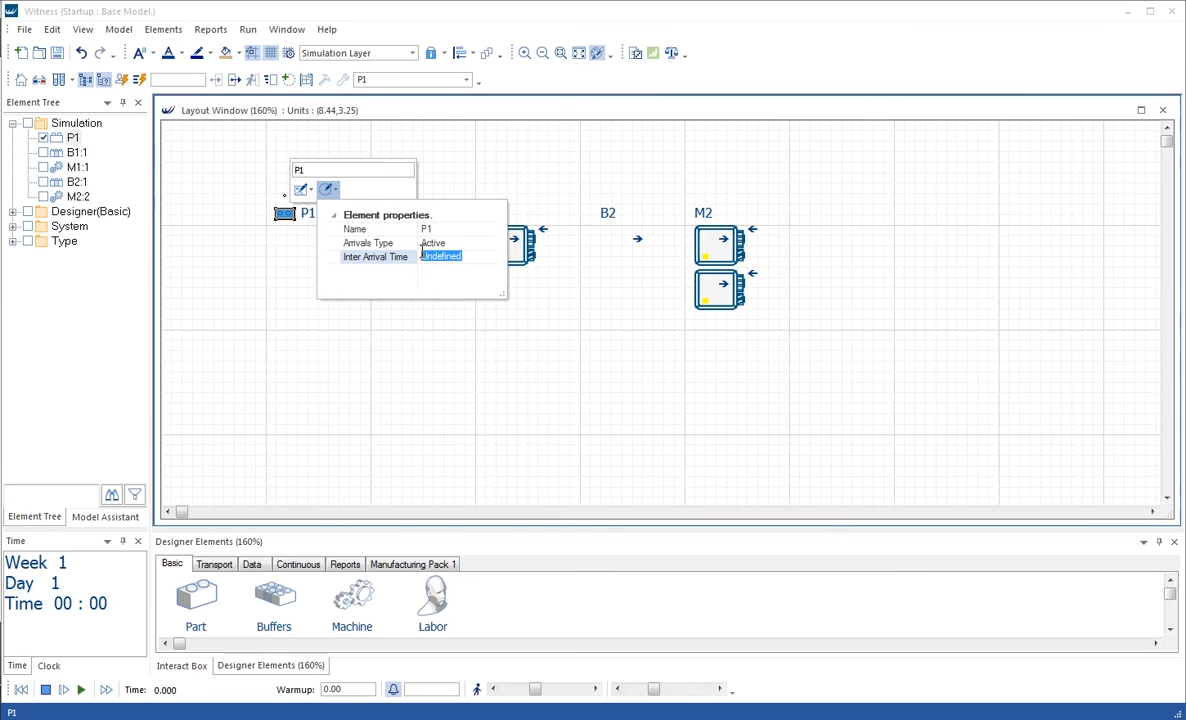 Witness (Startup : Base Model.)
File Edit View Model Elements Reports Run Window Help
Simulation Layer
P1
Element Tree
Layout Window (160%) : Units : (8.44,3.25)
Simulation
P1
B1:1
M1:1
B2:1
M2:2
Designer(Basic)
System
Type
P1
P1
B2
M2
Element properties.
Name P1
Arrivals Type Active
Inter Arrival Time Undefined
Element Tree Model Assistant
Time
Week 1
Day 1
Time 00 : 00
Designer Elements (160%)
Basic Transport Data Continuous Reports Manufacturing Pack 1
Part Buffers Machine Labor
Time Clock
Interact Box Designer Elements (160%)
Time: 0.000 Warmup: 0.00
P1